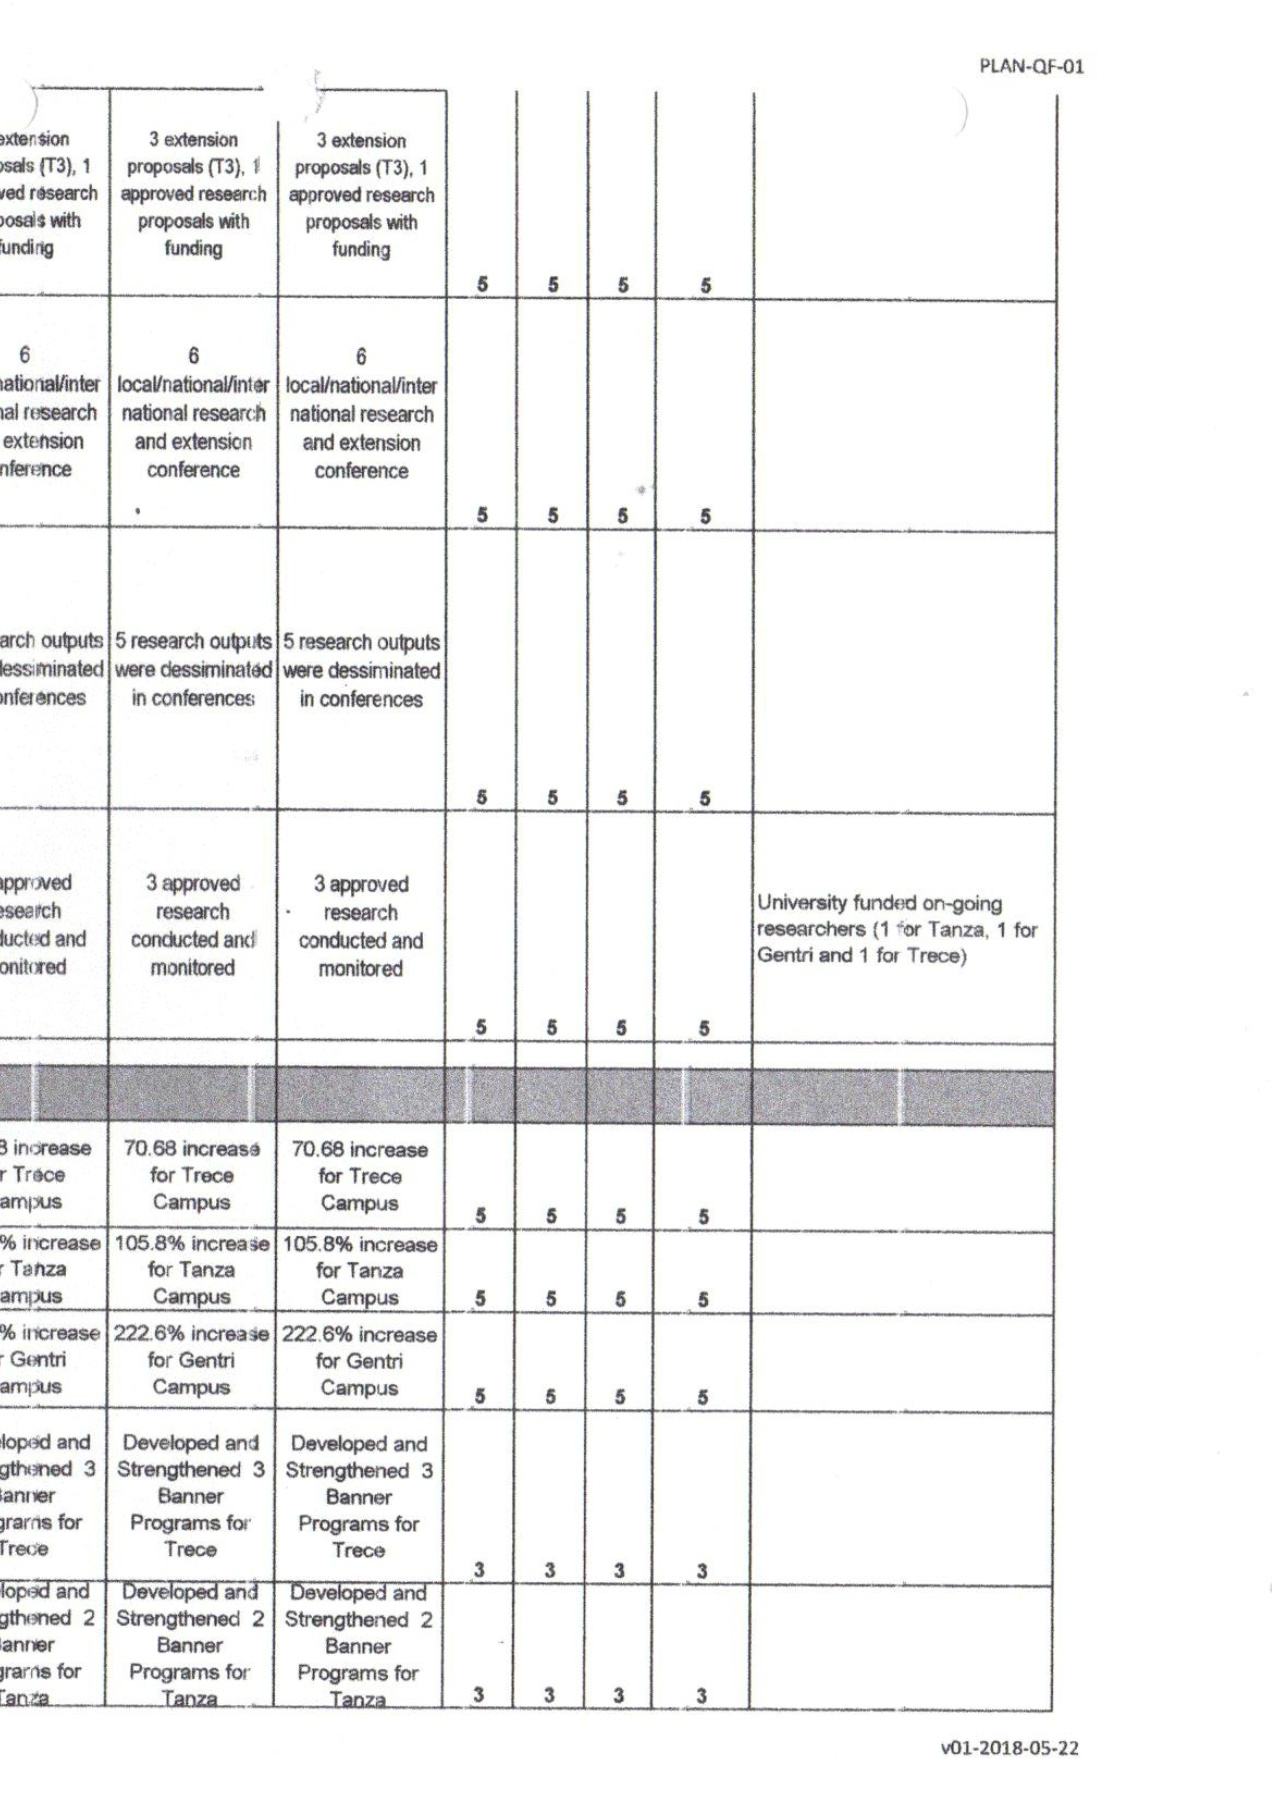 PLAN-QF-01
extension
osals (T3), 1
ved research
posals with
funding
3 extension
proposals (T3), 1
approved research
proposals with
funding
3 extension
proposals (T3), 1
approved research
proposals with
funding
5 5 5 5
6
national/inter
nal research
extension
nference
6
local/national/inter
national research
and extension
conference
6
local/national/inter
national research
and extension
conference
5 5 5 5
arch outputs
dessiminated
onferences
5 research outputs
were dessiminated
in conferences
5 research outputs
were dessiminated
in conferences
5 5 5 5
approved
esearch
ducted and
onitored
3 approved
research
conducted and
monitored
3 approved
research
conducted and
monitored
5 5 5 5
University funded on-going
researchers (1 for Tanza, 1 for
Gentri and 1 for Trece)
8 increase
r Trece
ampus
70.68 increase
for Trece
Campus
70.68 increase
for Trece
Campus
5 5 5 5
% increase
r Tanza
ampus
105.8% increase
for Tanza
Campus
105.8% increase
for Tanza
Campus
5 5 5 5
% increase
r Gentri
ampus
222.6% increase
for Gentri
Campus
222.6% increase
for Gentri
Campus
5 5 5 5
loped and
gthened 3
Banner
grams for
Trece
Developed and
Strengthened 3
Banner
Programs for
Trece
Developed and
Strengthened 3
Banner
Programs for
Trece
3 3 3 3
loped and
gthened 2
anner
grams for
Tanza
Developed and
Strengthened 2
Banner
Programs for
Tanza
Developed and
Strengthened 2
Banner
Programs for
Tanza
3 3 3 3
v01-2018-05-22